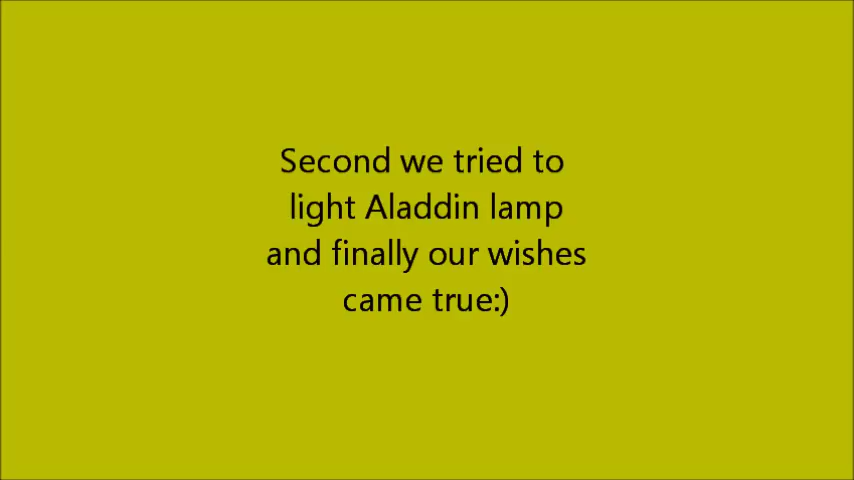 Second we tried to
light Aladdin lamp
and finally our wishes
came true:)